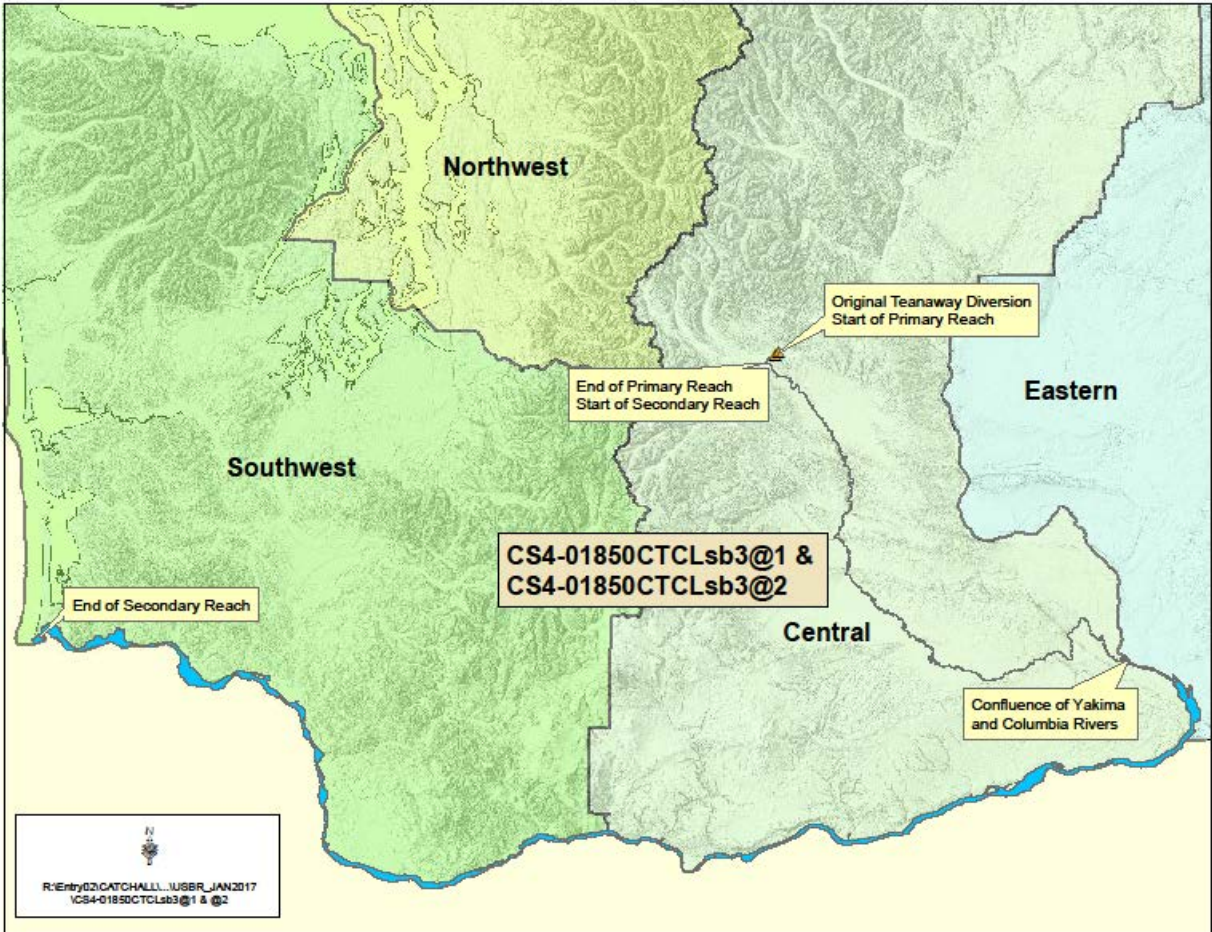 Northwest
Original Teanaway Diversion
Start of Primary Reach
End of Primary Reach
Start of Secondary Reach
Eastern
Southwest
CS4-01850CTCLsb3@1 &
CS4-01850CTCLsb3@2
End of Secondary Reach
Central
Confluence of Yakima
and Columbia Rivers
N
R:\Entry02\CATCHALL\...\USBR_JAN2017
\CS4-01850CTCLsb3@1 & @2